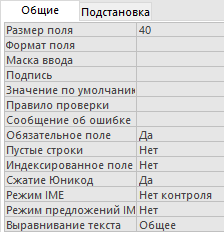 Общие Подстановка
Размер поля 40
Формат поля
Маска ввода
Подпись
Значение по умолчани
Правило проверки
Сообщение об ошибке
Обязательное поле Да
Пустые строки Нет
Индексированное поле Нет
Сжатие Юникод Да
Режим IME Нет контроля
Режим предложений IM Нет
Выравнивание текста Общее